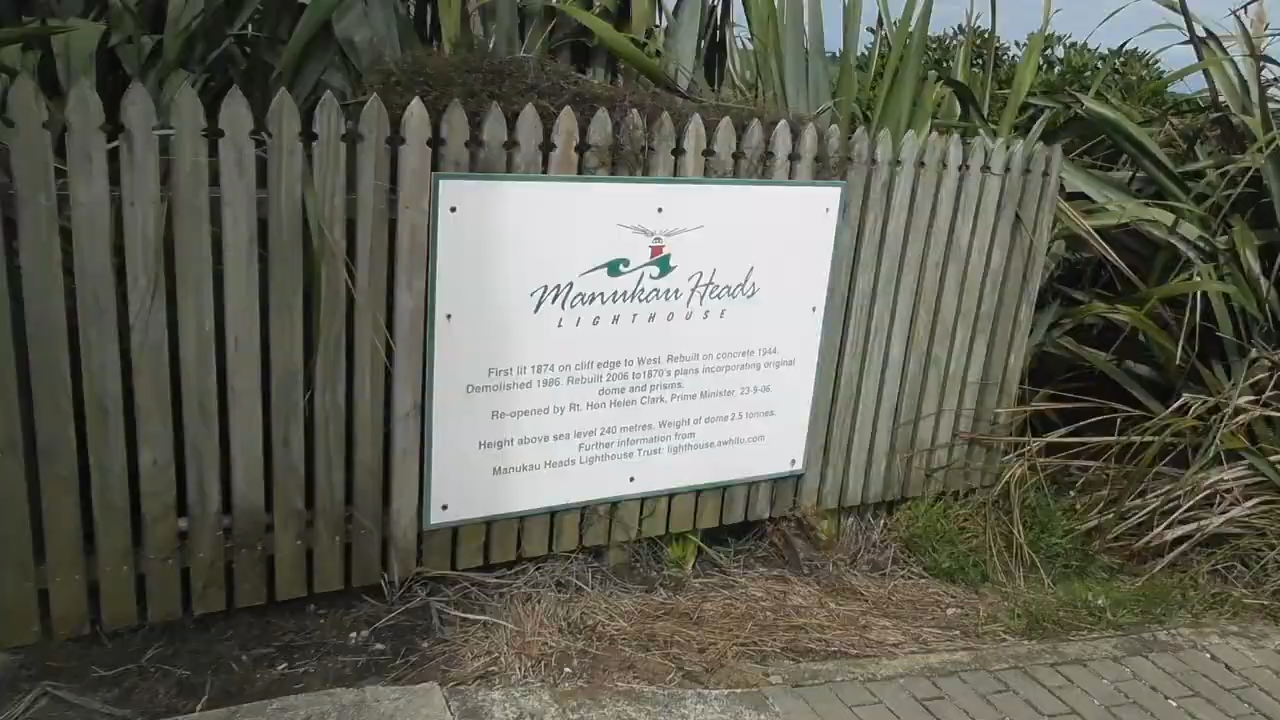 Manukau Heads
LIGHTHOUSE
First lit 1874 on cliff edge to West. Rebuilt on concrete 1944.
Demolished 1986. Rebuilt 2006 to1870's plans incorporating original
dome and prisms.
Re-opened by Rt. Hon Helen Clark, Prime Minister 23-9-06.
Height above sea level 240 metres. Weight of dome 2.5 tonnes.
Further information from
Manukau Heads Lighthouse Trust: lighthouse.awhitu.com